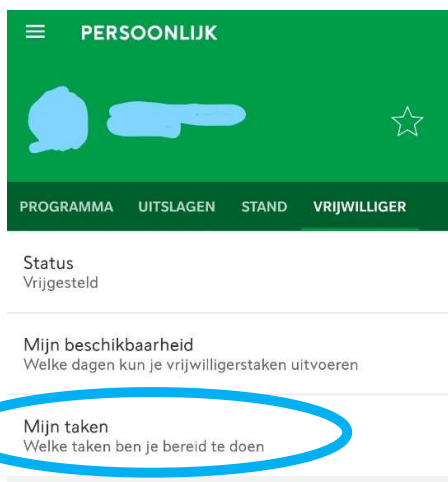 PERSOONLIJK
PROGRAMMA UITSLAGEN STAND VRIJWILLIGER
Status
Vrijgesteld
Mijn beschikbaarheid
Welke dagen kun je vrijwilligerstaken uitvoeren
Mijn taken
Welke taken ben je bereid te doen